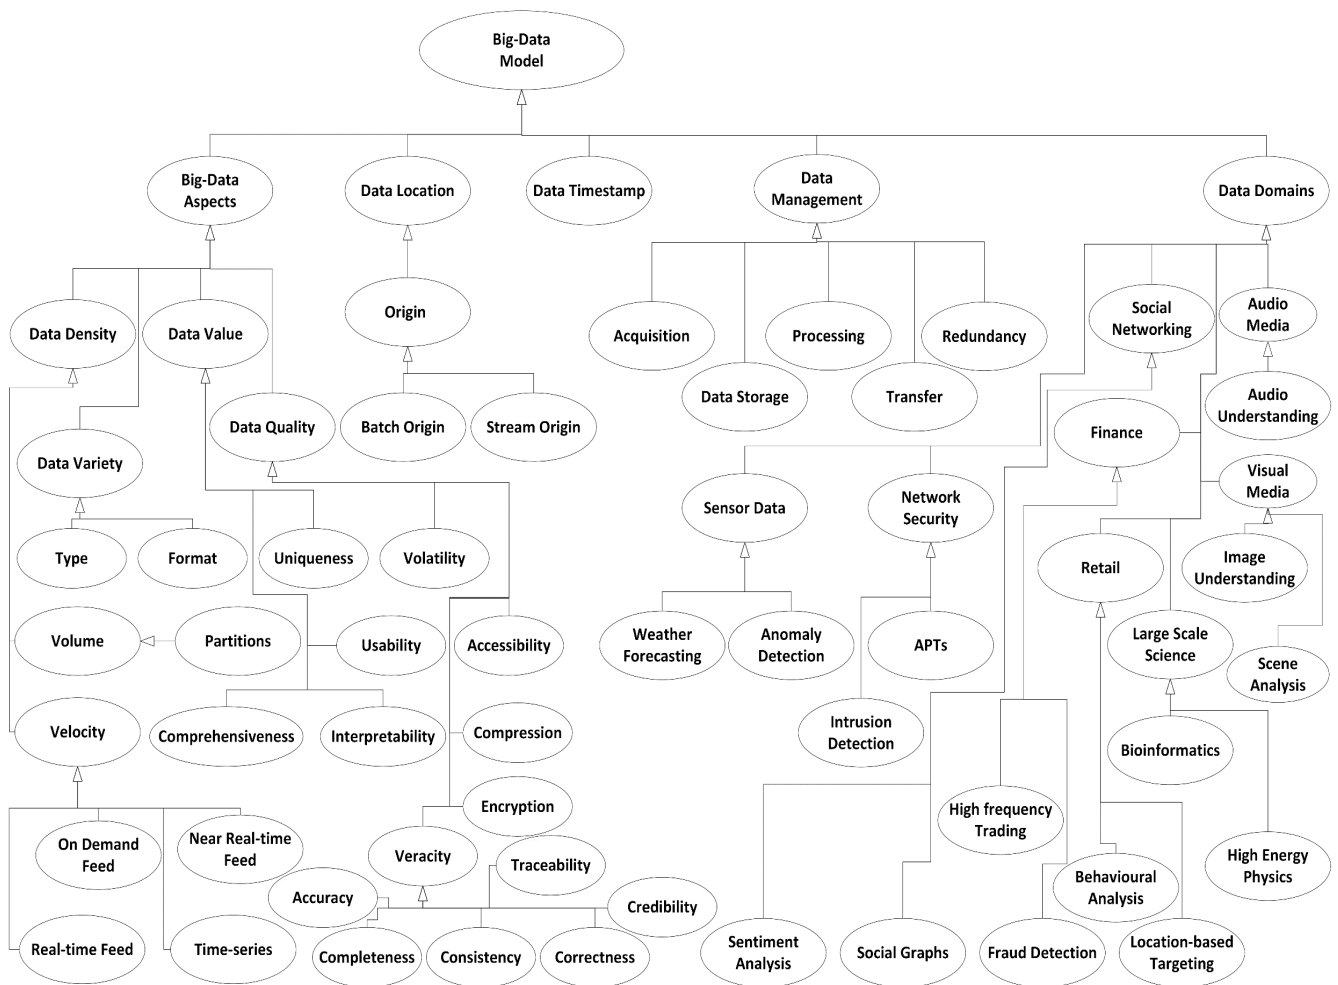 Big-Data
Model
Big-Data
Aspects
Data Location
Data Timestamp
Data
Management
Data Domains
Data Density
Data Value
Origin
Acquisition
Processing
Redundancy
Social
Networking
Audio
Media
Data Storage
Transfer
Audio
Understanding
Data Variety
Data Quality
Batch Origin
Stream Origin
Finance
Visual
Media
Sensor Data
Network
Security
Type
Format
Uniqueness
Volatility
Retail
Image
Understanding
Volume
Partitions
Usability
Accessibility
Weather
Forecasting
Anomaly
Detection
APTs
Large Scale
Science
Scene
Analysis
Velocity
Comprehensiveness
Interpretability
Compression
Intrusion
Detection
Bioinformatics
Encryption
High frequency
Trading
On Demand
Feed
Near Real-time
Feed
Veracity
Traceability
High Energy
Physics
Accuracy
Credibility
Behavioural
Analysis
Real-time Feed
Time-series
Completeness
Consistency
Correctness
Sentiment
Analysis
Social Graphs
Fraud Detection
Location-based
Targeting